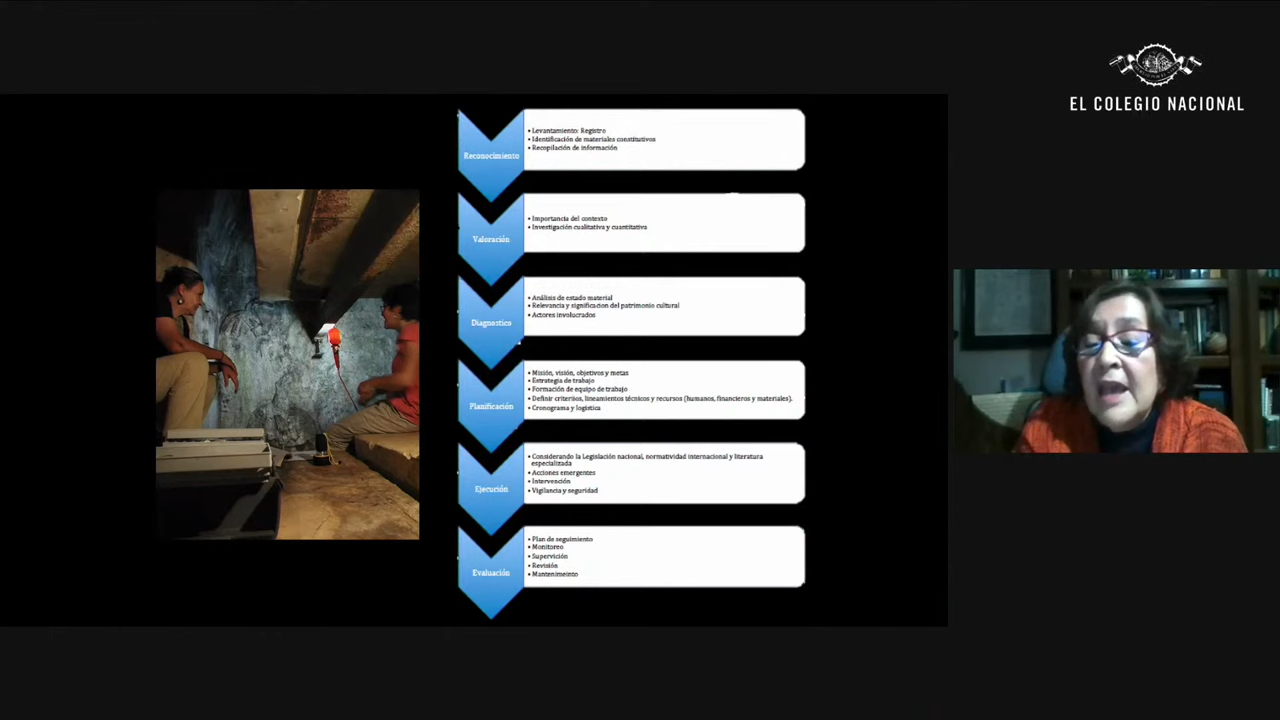 EL COLEGIO NACIONAL
Reconocimiento
• Levantamiento: Registro
• Identificación de materiales constitutivos
• Recopilación de información
Valoración
• Importancia del contexto
• Investigación cualitativa y cuantitativa
Diagnostico
• Análisis de estado material
• Relevancia y significacion del patrimonio cultural
• Actores involucrados
Planificación
• Misión, visión, objetivos y metas
• Estrategia de trabajo
• Formación de equipo de trabajo
• Definir criterios, lineamientos técnicos y recursos (humanos, financieros y materiales).
• Cronograma y logística
Ejecución
• Considerando la Legislación nacional, normatividad internacional y literatura
especializada
• Acciones emergentes
• Intervención
• Vigilancia y seguridad
Evaluación
• Plan de seguimiento
• Monitoreo
• Supervición
• Revisión
• Mantenimeinto